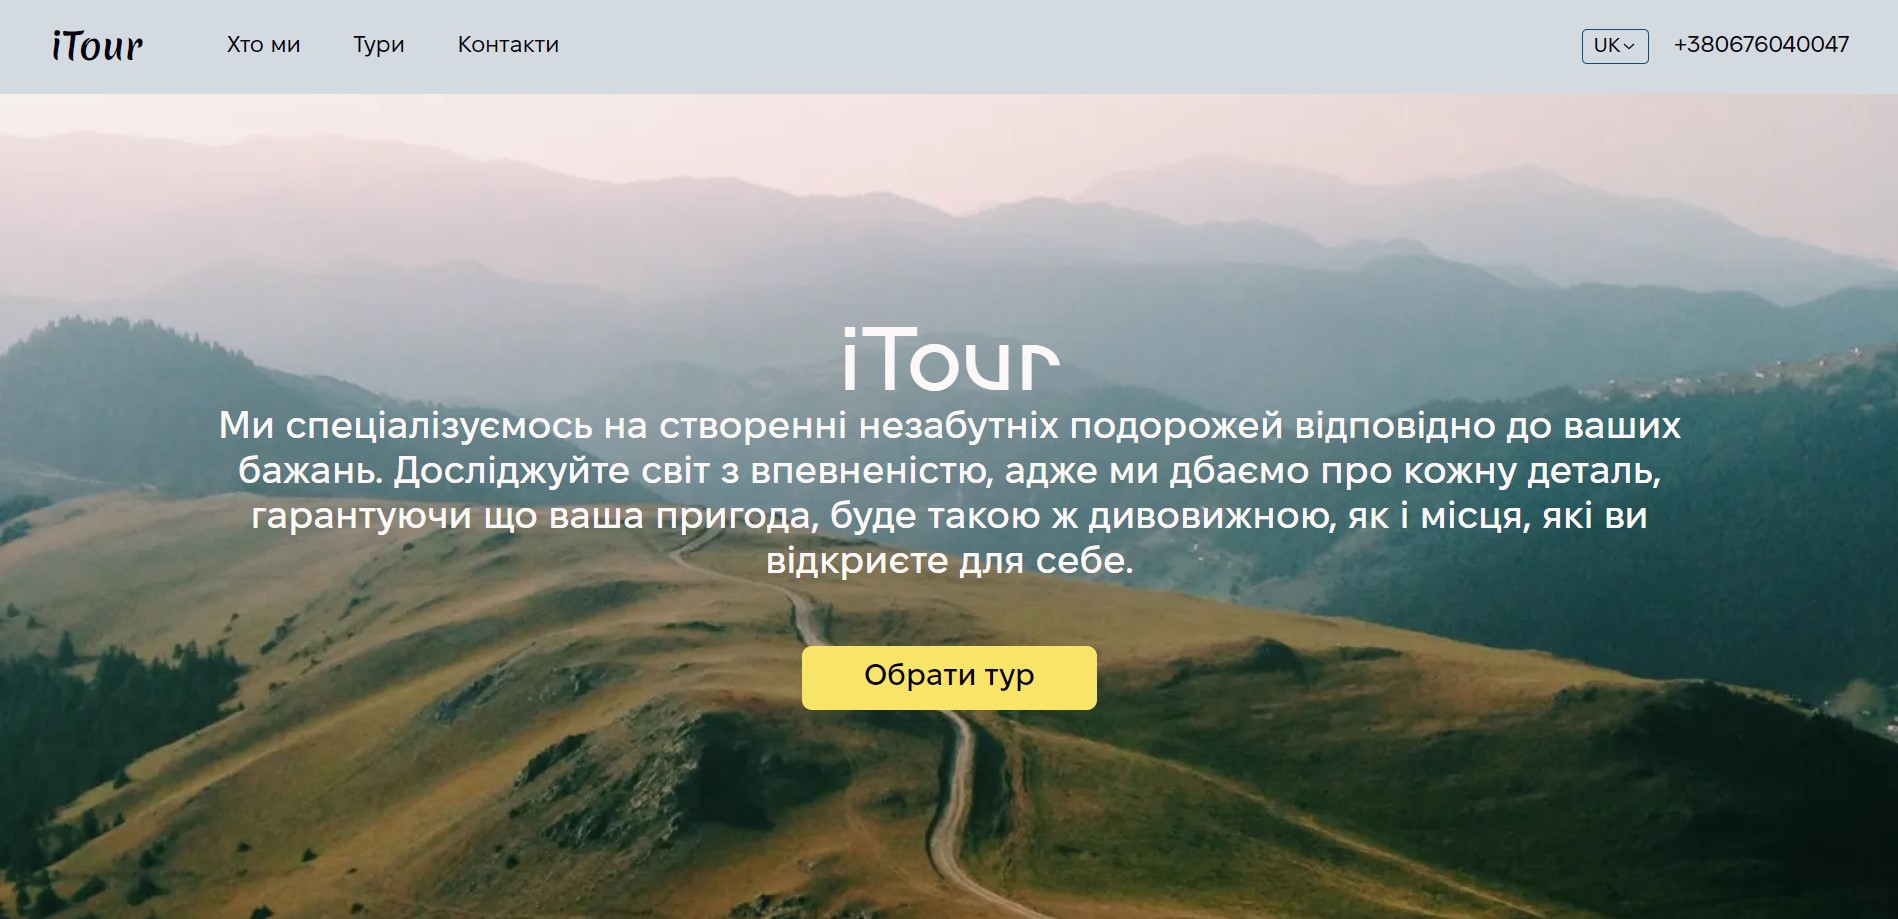 iTour
Хто ми
Тури
Контакти
UK
+380676040047
iTour
Ми спеціалізуємось на створенні незабутніх подорожей відповідно до ваших
бажань. Досліджуйте світ з впевненістю, адже ми дбаємо про кожну деталь,
гарантуючи що ваша пригода, буде такою ж дивовижною, як і місця, які ви
відкриєте для себе.
Обрати тур